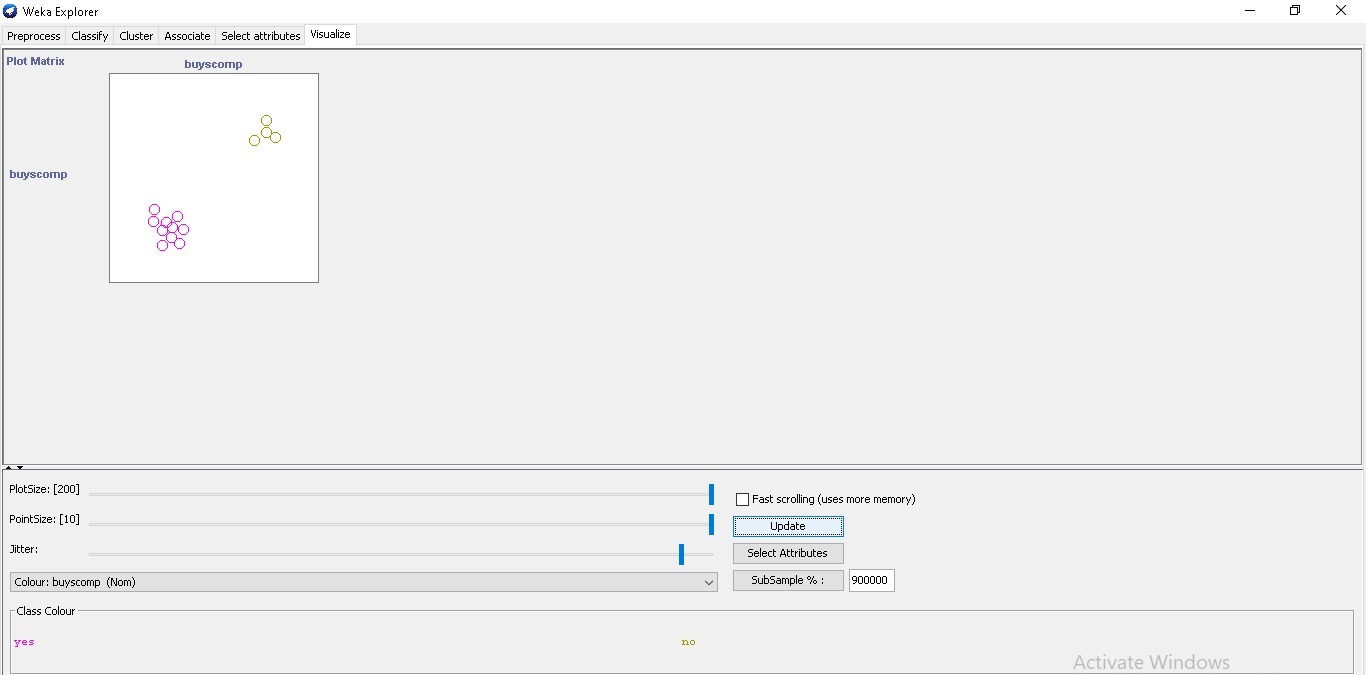 Weka Explorer
Preprocess Classify Cluster Associate Select attributes Visualize
Plot Matrix
buyscomp
buyscomp
PlotSize: [200]
Fast scrolling (uses more memory)
PointSize: [10]
Update
Jitter:
Select Attributes
Colour: buyscomp (Nom)
SubSample % :
900000
Class Colour
yes
no
Activate Windows